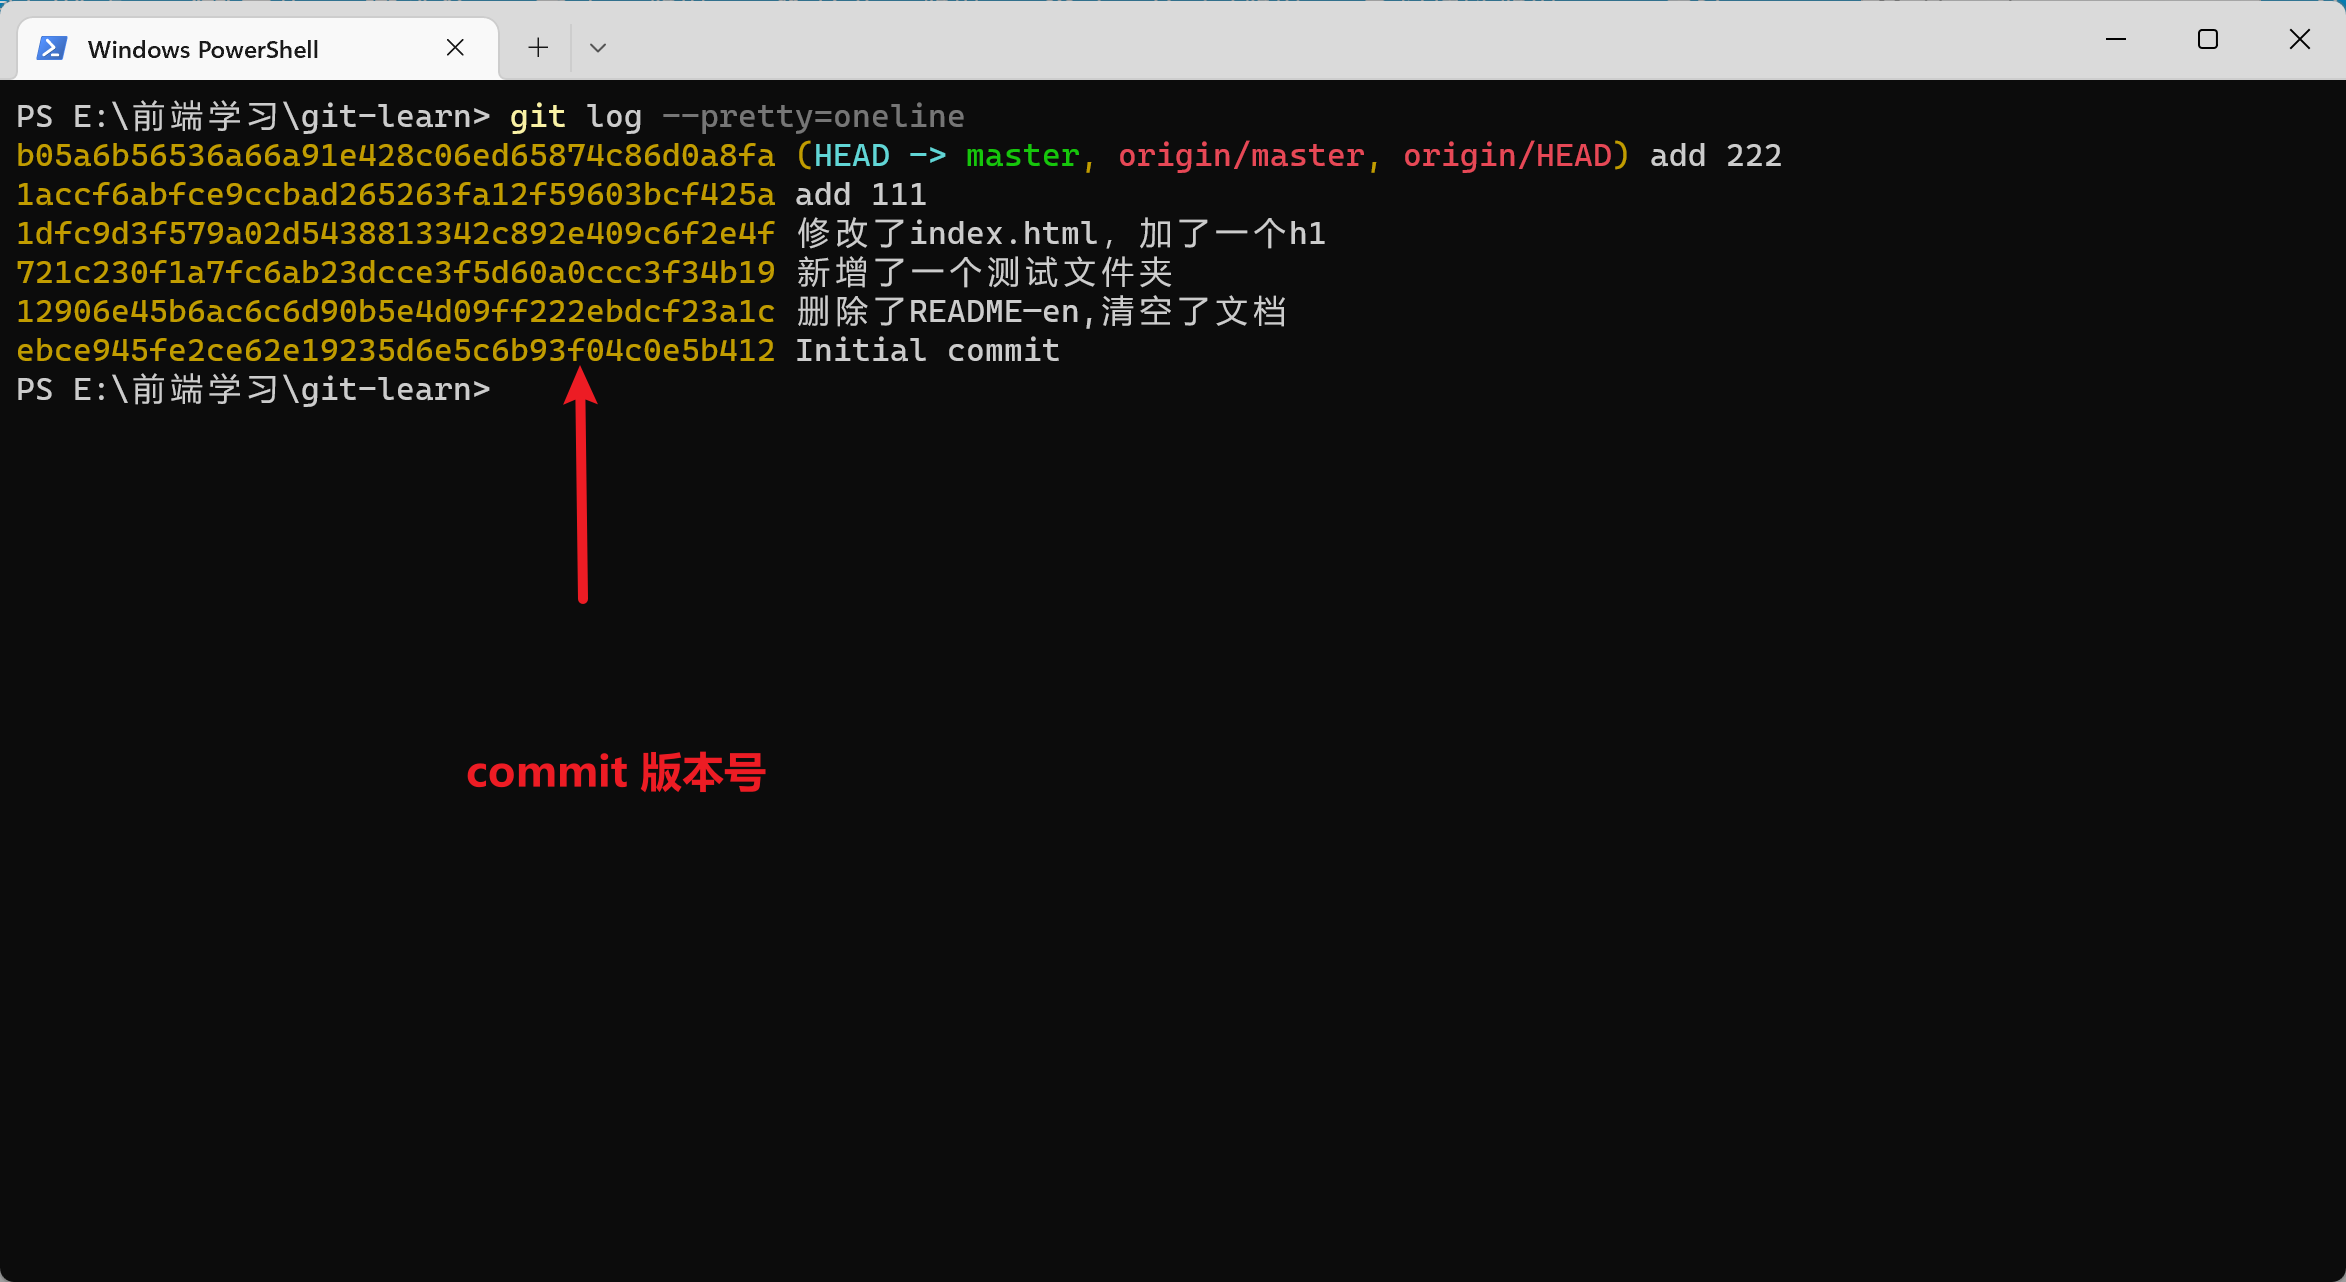 Windows PowerShell
PS E:\前端学习\git-learn> git log --pretty=oneline
b05a6b56536a66a91e428c06ed65874c86d0a8fa (HEAD -> master, origin/master, origin/HEAD) add 222
1accf6abfce9ccbad265263fa12f59603bcf425a add 111
1dfc9d3f579a02d5438813342c892e409c6f2e4f 修改了index.html，加了一个h1
721c230f1a7fc6ab23dcce3f5d60a0ccc3f34b19 新增了一个测试文件夹
12906e45b6ac6c6d90b5e4d09ff222ebdcf23a1c 删除了README-en,清空了文档
ebce945fe2ce62e19235d6e5c6b93f04c0e5b412 Initial commit
PS E:\前端学习\git-learn>
commit 版本号